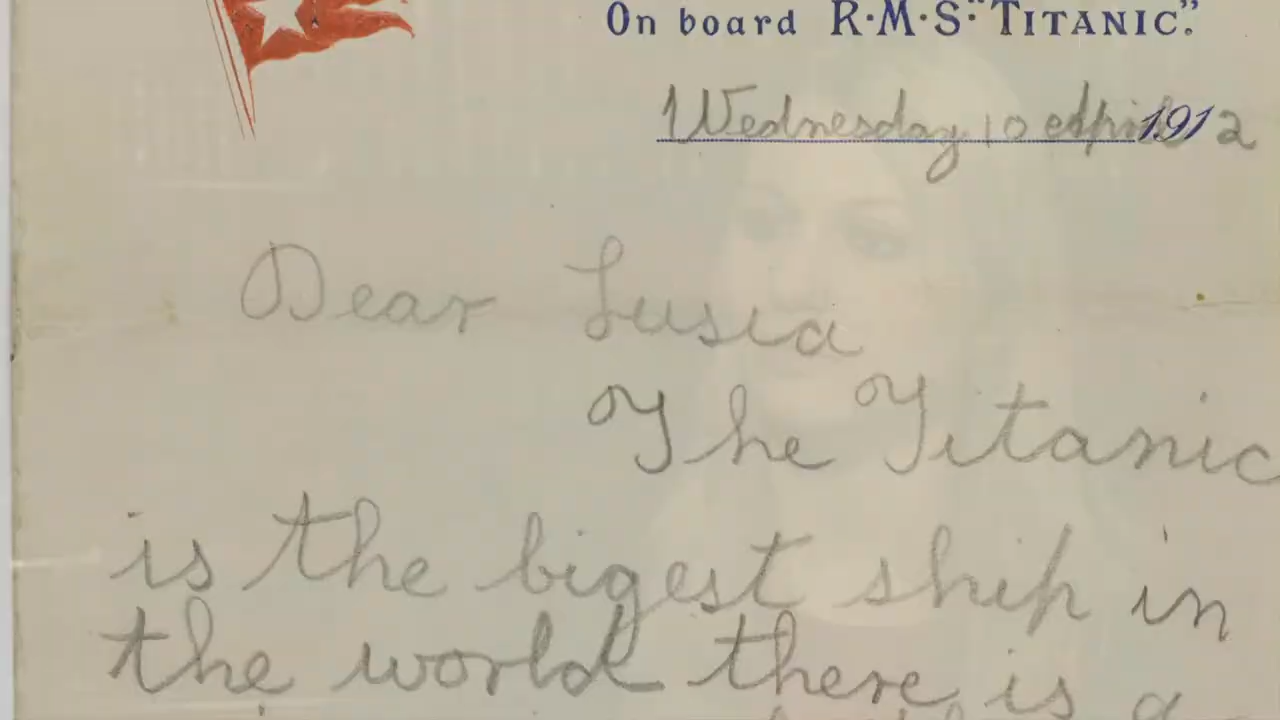 On board R·M·S·"TITANIC".
Wednesday 10 April 1912
Dear Lusia
The Titanic
is the bigest ship in
the world there is a